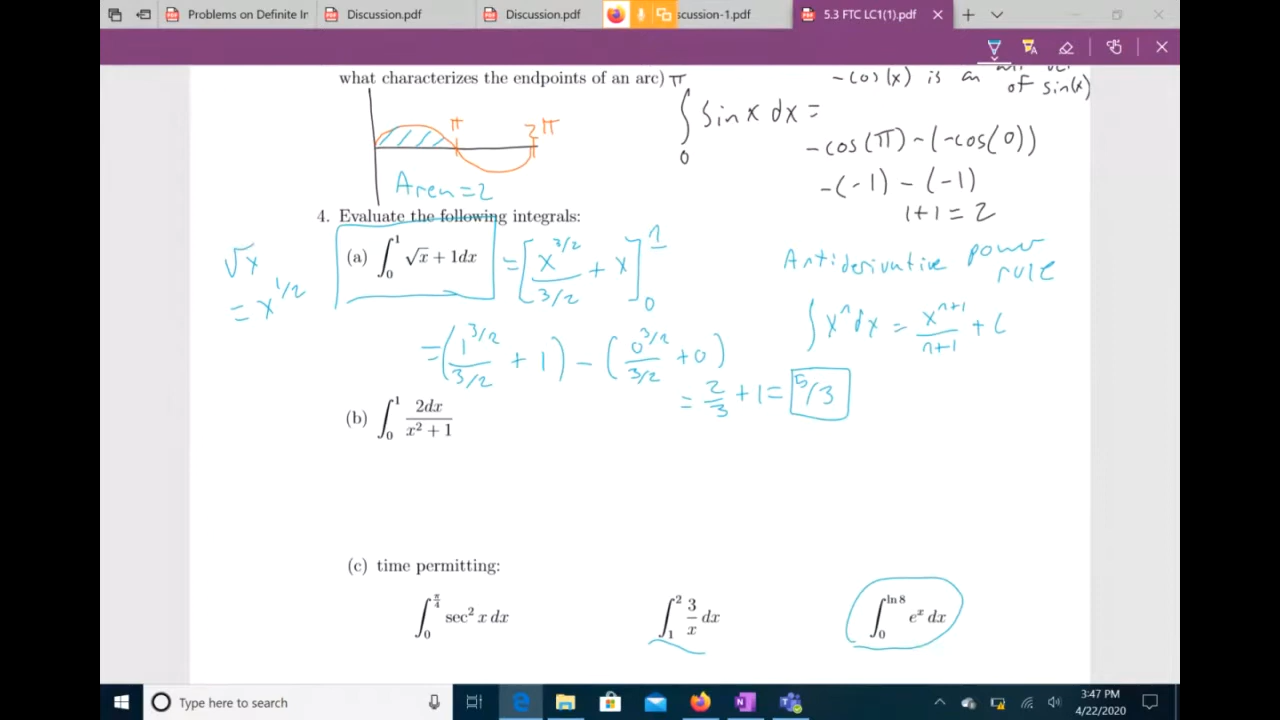 Problems on Definite In
Discussion.pdf
Discussion.pdf
scussion-1.pdf
5.3 FTC LC1(1).pdf
what characterizes the endpoints of an arc)
-cos(x) is an
of sin(x)
∫₀^π sin x dx =
-cos(π) - (-cos(0))
-(-1) - (-1)
1+1 = 2
π
2π
Area=2
4. Evaluate the following integrals:
(a) ∫₀¹ √x + 1dx = [x^{3/2}/(3/2) + x]₀¹
√x
= x^{1/2}
Antiderivative power
rule
∫ x^n dx = x^{n+1}/(n+1) + C
= (1^{3/2}/(3/2) + 1) - (0^{3/2}/(3/2) + 0)
= 2/3 + 1 = 5/3
(b) ∫₀¹ 2dx/(x² + 1)
(c) time permitting:
∫₀^{π/4} sec² x dx
∫₁² 3/x dx
∫₀^{ln 8} e^x dx
Type here to search
3:47 PM
4/22/2020